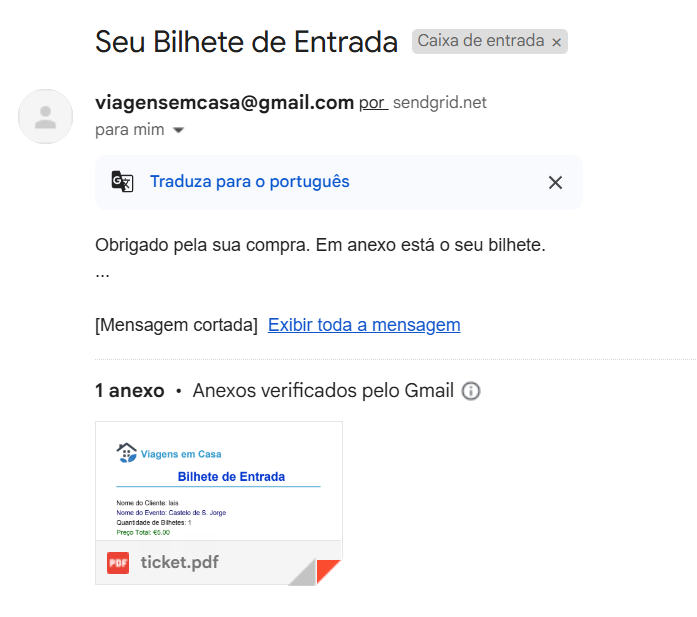 Seu Bilhete de Entrada Caixa de entrada ×
viagensemcasa@gmail.com por sendgrid.net
para mim
Traduza para o português
Obrigado pela sua compra. Em anexo está o seu bilhete.
...
[Mensagem cortada] Exibir toda a mensagem
1 anexo • Anexos verificados pelo Gmail
Viagens em Casa
Bilhete de Entrada
Nome do Cliente: lais
Nome do Evento: Castelo de S. Jorge
Quantidade de Bilhetes: 1
Preço Total: €5.00
PDF ticket.pdf